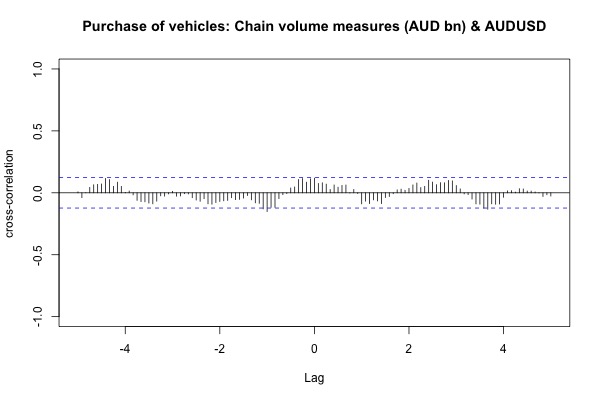 Purchase of vehicles: Chain volume measures (AUD bn) & AUDUSD
cross-correlation
1.0
0.5
0.0
-0.5
-1.0
-4 -2 0 2 4
Lag